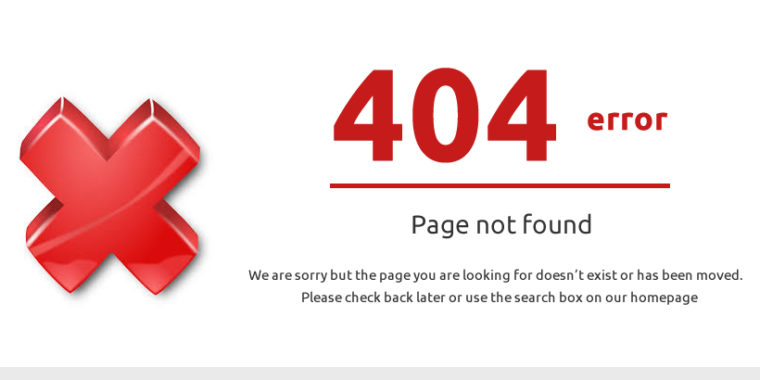 404 error
Page not found
We are sorry but the page you are looking for doesn't exist or has been moved.
Please check back later or use the search box on our homepage